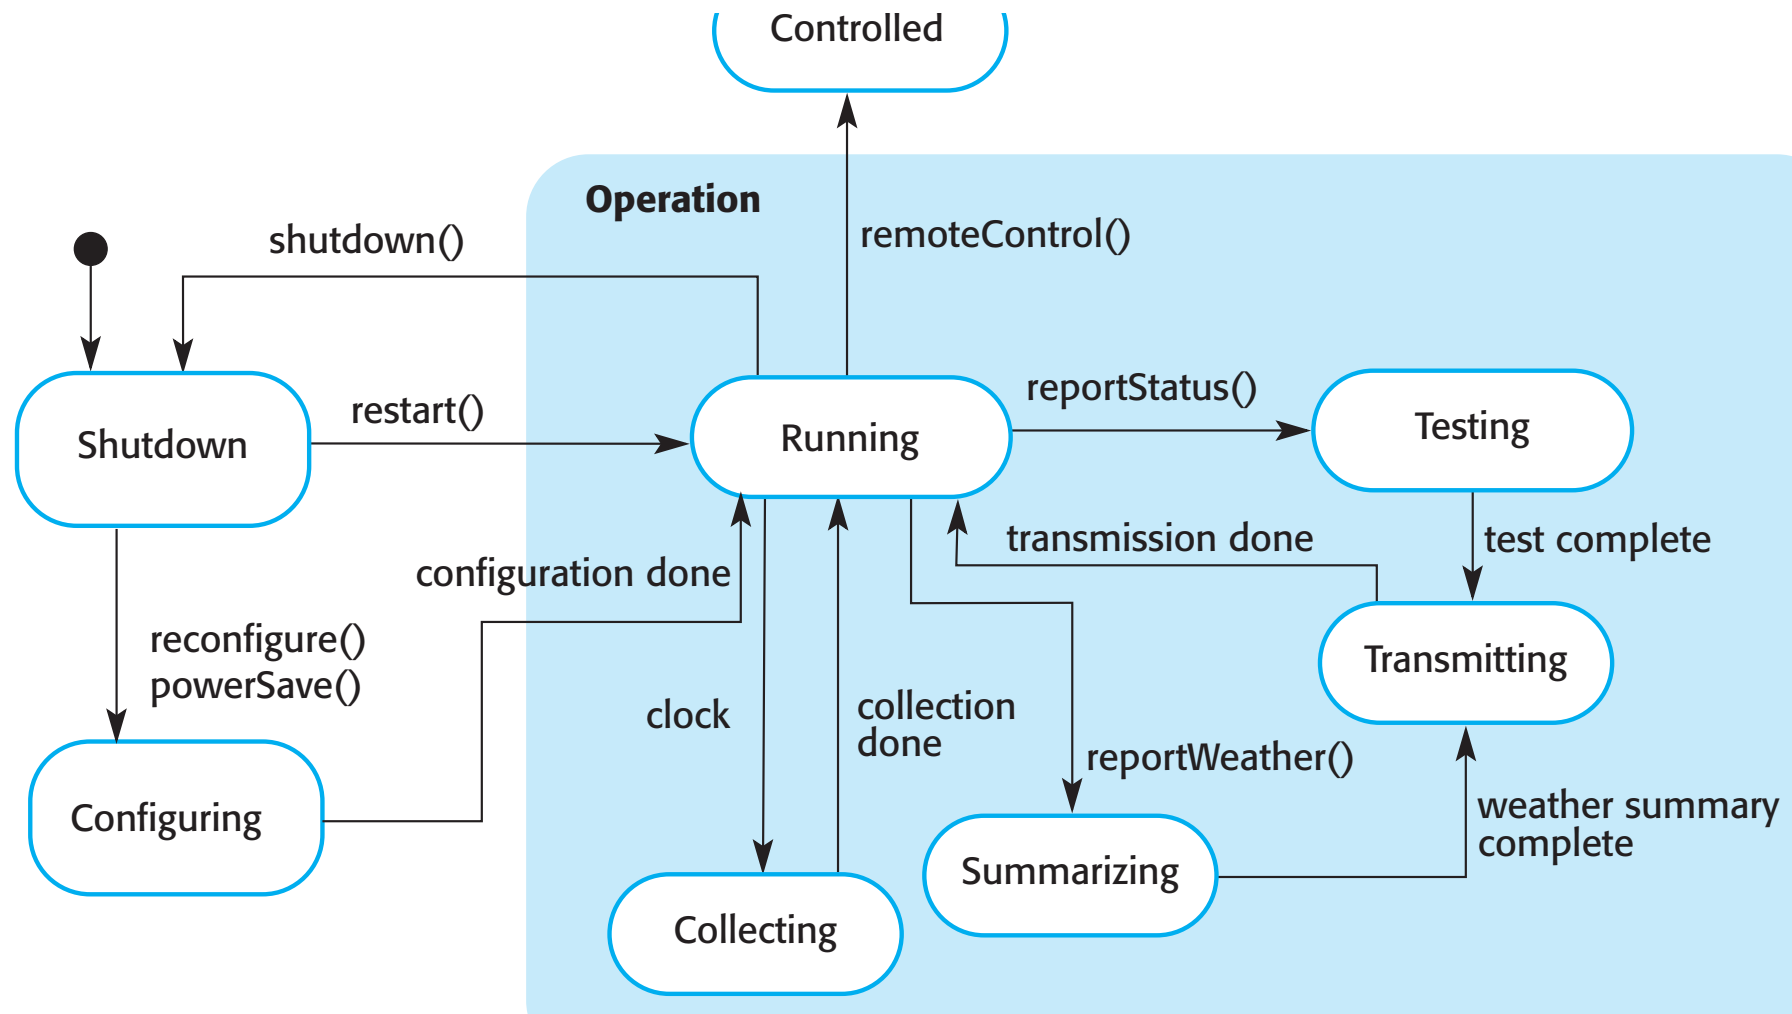 Controlled
Operation
shutdown()
remoteControl()
restart()
reportStatus()
Shutdown
Running
Testing
transmission done
test complete
configuration done
reconfigure()
powerSave()
Transmitting
clock
collection
done
reportWeather()
Configuring
weather summary
complete
Summarizing
Collecting